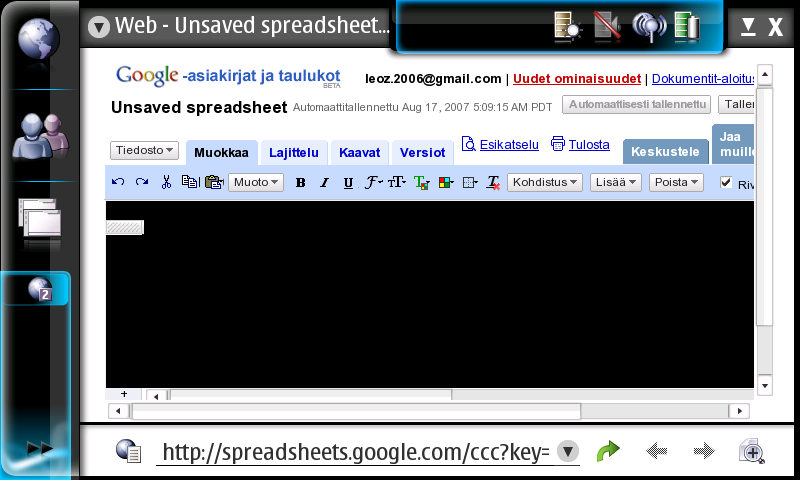 Web - Unsaved spreadsheet...
Google -asiakirjat ja taulukot
BETA
leoz.2006@gmail.com | Uudet ominaisuudet | Dokumentit-aloitus
Unsaved spreadsheet Automaattitallennettu Aug 17, 2007 5:09:15 AM PDT Automaattisesti tallennettu Taller
Tiedosto Muokkaa Lajittelu Kaavat Versiot Esikatselu Tulosta Keskustele Jaa
muille
Muoto B I U F TT T Kohdistus Lisää Poista Riv
+
2
http://spreadsheets.google.com/ccc?key=